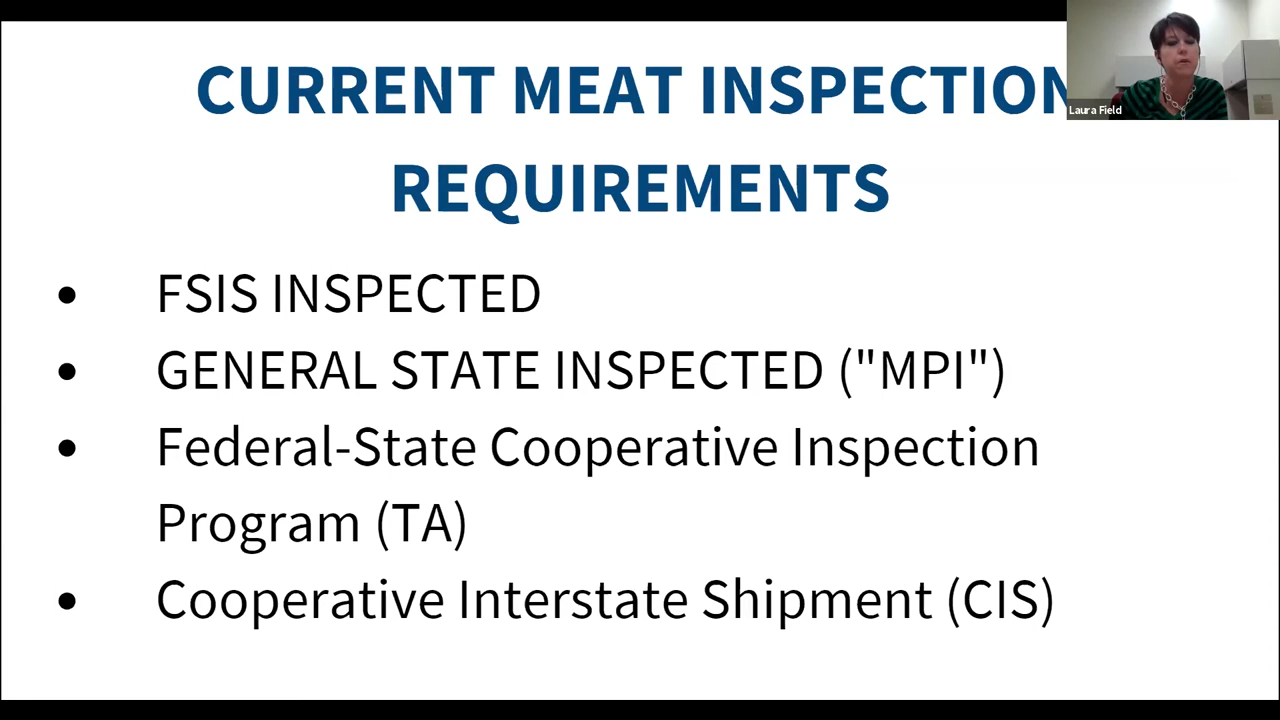 CURRENT MEAT INSPECTION
REQUIREMENTS
Laura Field
• FSIS INSPECTED
• GENERAL STATE INSPECTED ("MPI")
• Federal-State Cooperative Inspection
Program (TA)
• Cooperative Interstate Shipment (CIS)